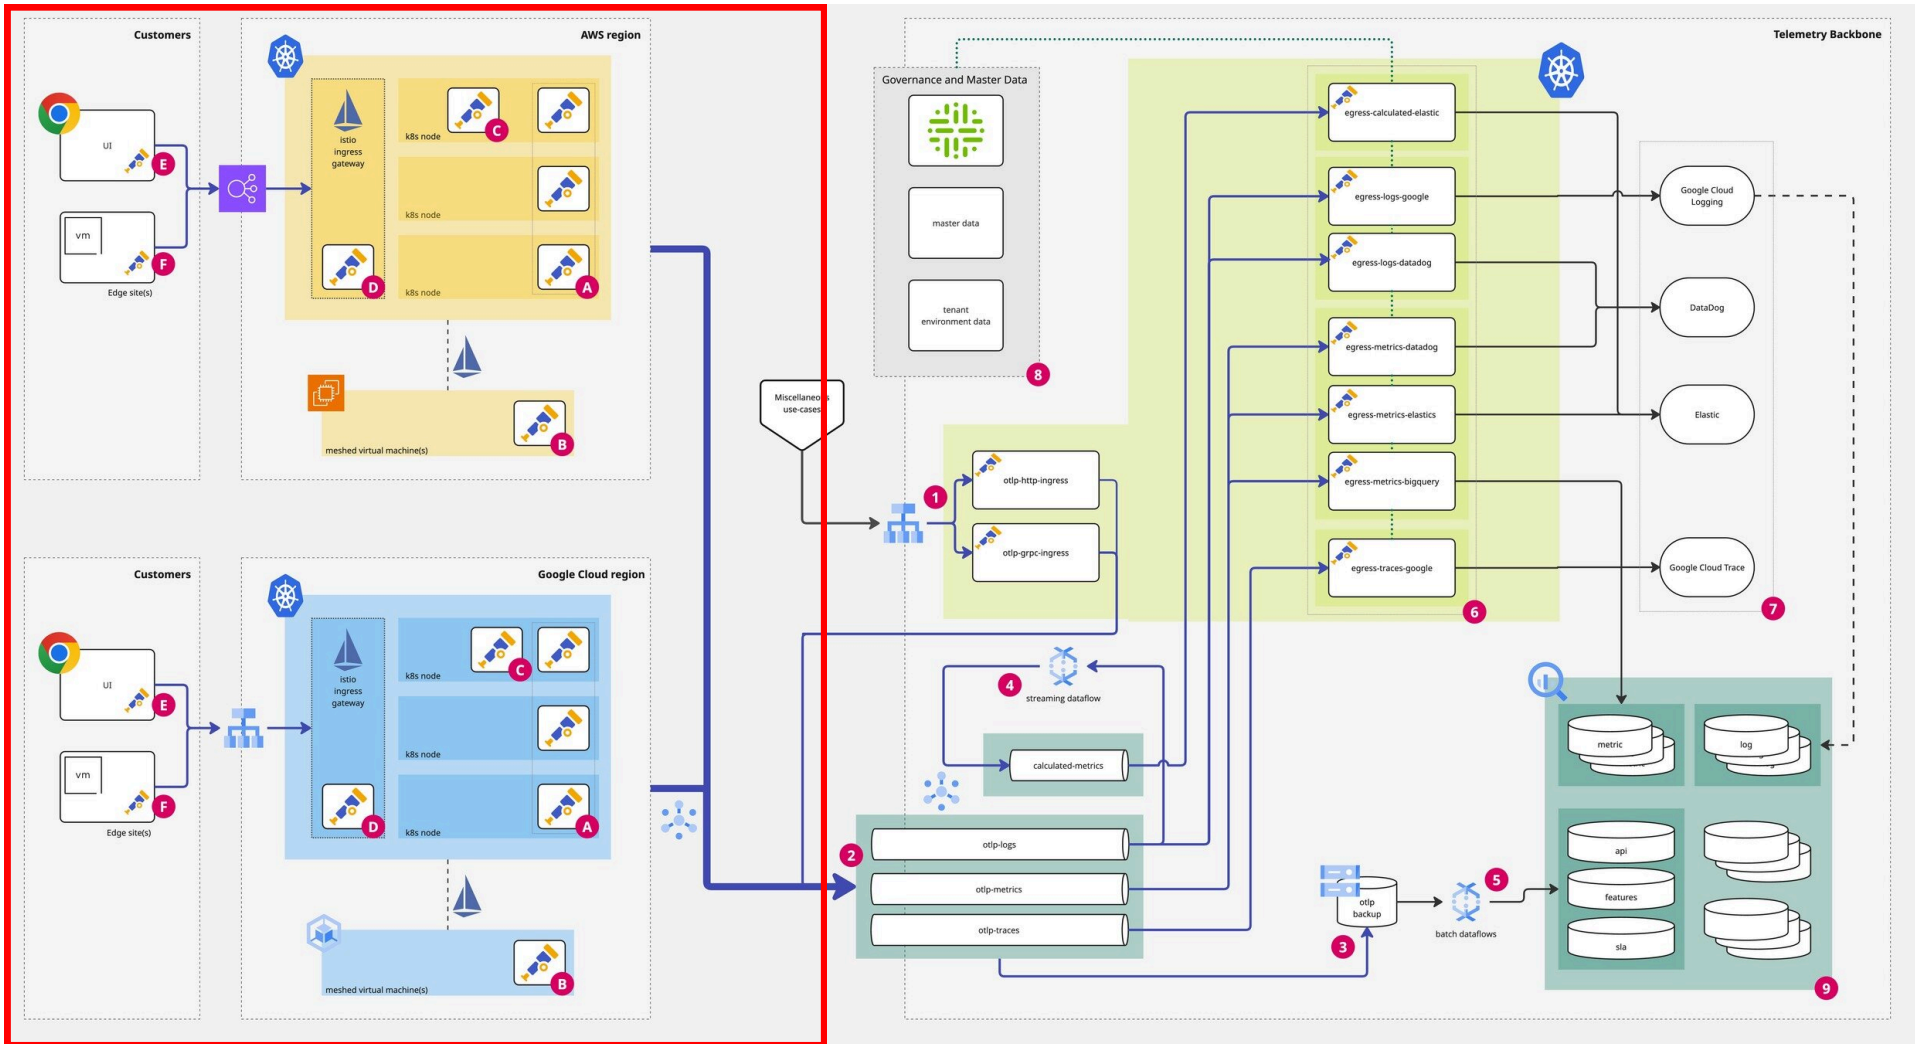 Customers
UI
E
vm
F
Edge site(s)
AWS region
istio
ingress
gateway
D
C
k8s node
k8s node
k8s node
A
B
meshed virtual machine(s)
Customers
UI
E
vm
F
Edge site(s)
Google Cloud region
istio
ingress
gateway
D
C
k8s node
k8s node
k8s node
A
B
meshed virtual machine(s)
Miscellaneous
use-cases
Telemetry Backbone
Governance and Master Data
master data
tenant
environment data
8
1
otlp-http-ingress
otlp-grpc-ingress
egress-calculated-elastic
egress-logs-google
egress-logs-datadog
egress-metrics-datadog
egress-metrics-elastics
egress-metrics-bigquery
egress-traces-google
6
Google Cloud
Logging
DataDog
Elastic
Google Cloud Trace
7
4
streaming dataflow
calculated-metrics
2
otlp-logs
otlp-metrics
otlp-traces
otlp
backup
3
5
batch dataflows
metric
log
api
features
sla
9